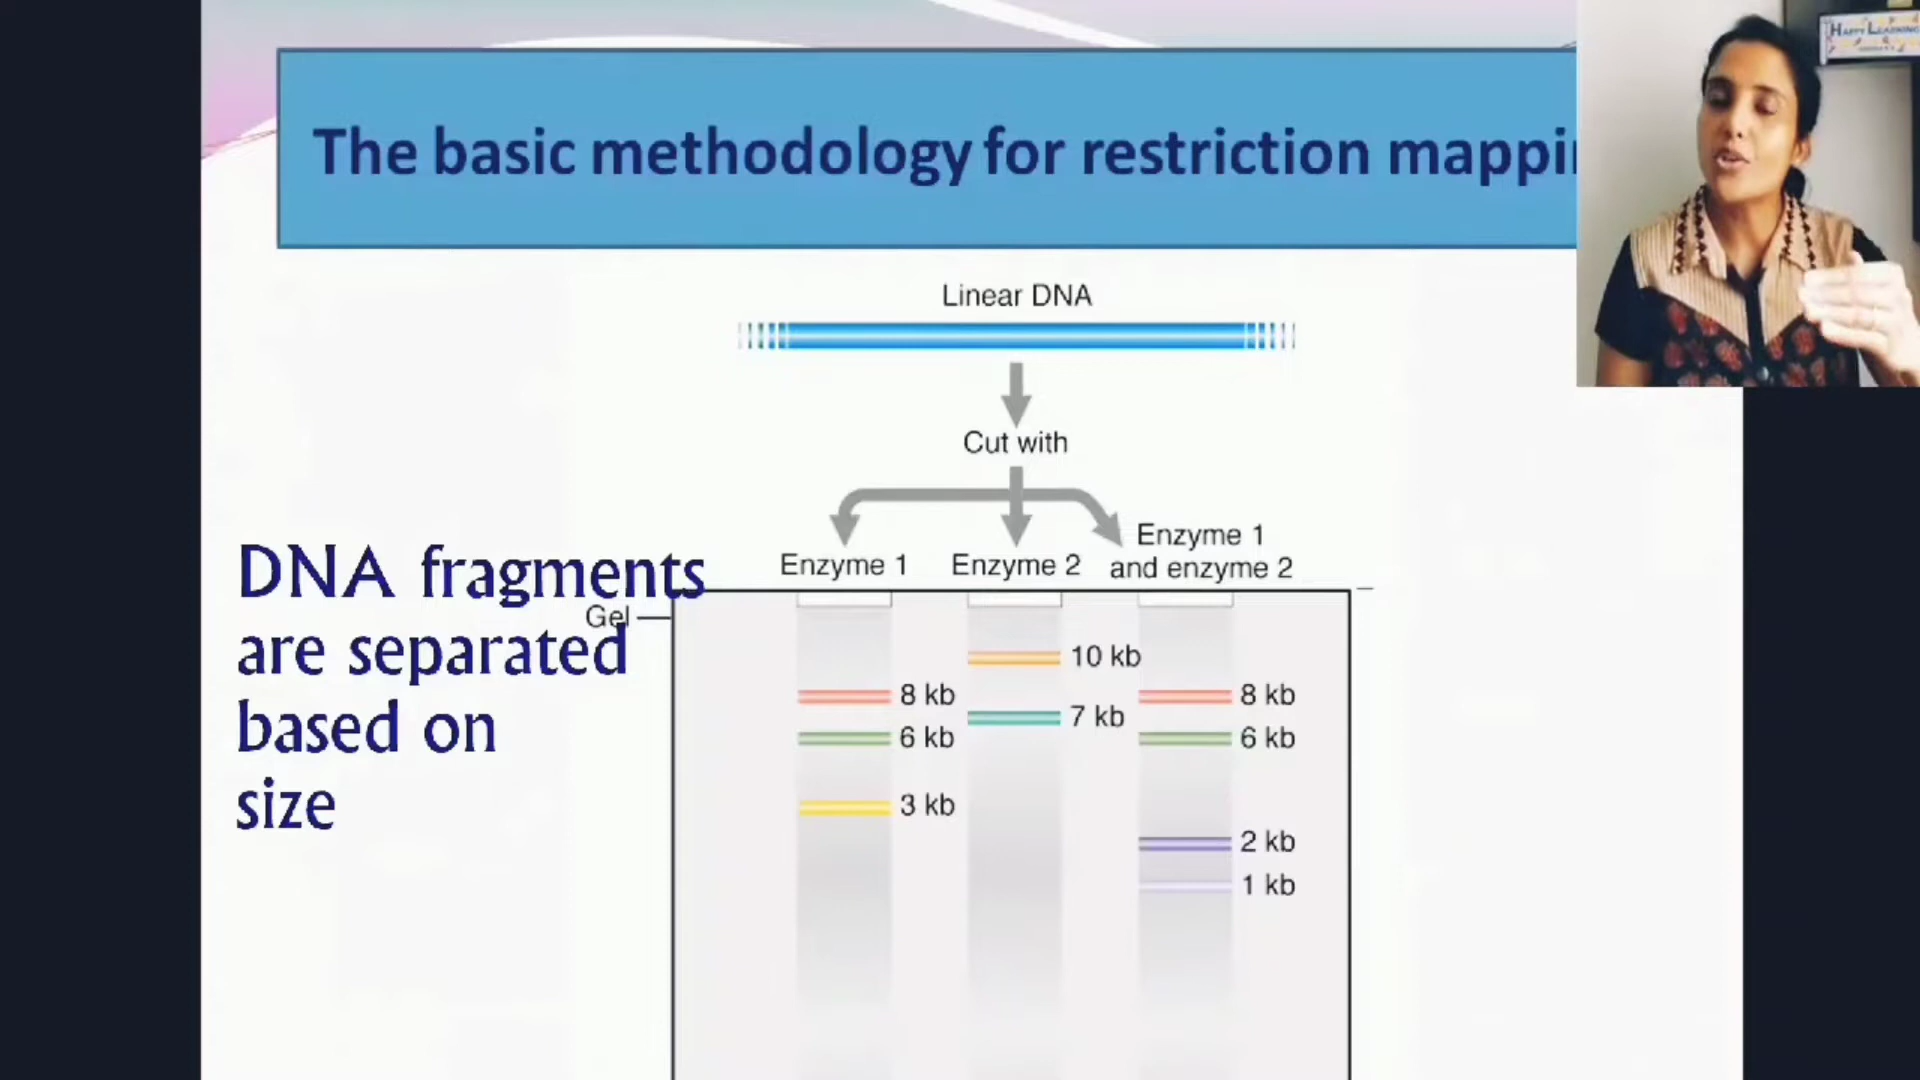 The basic methodology for restriction
HAPPY LEARNING
Linear DNA
Cut with
Enzyme 1
Enzyme 2
Enzyme 1
and enzyme 2
DNA fragments
are separated
based on
size
Gel
10 kb
8 kb
8 kb
7 kb
6 kb
6 kb
3 kb
2 kb
1 kb